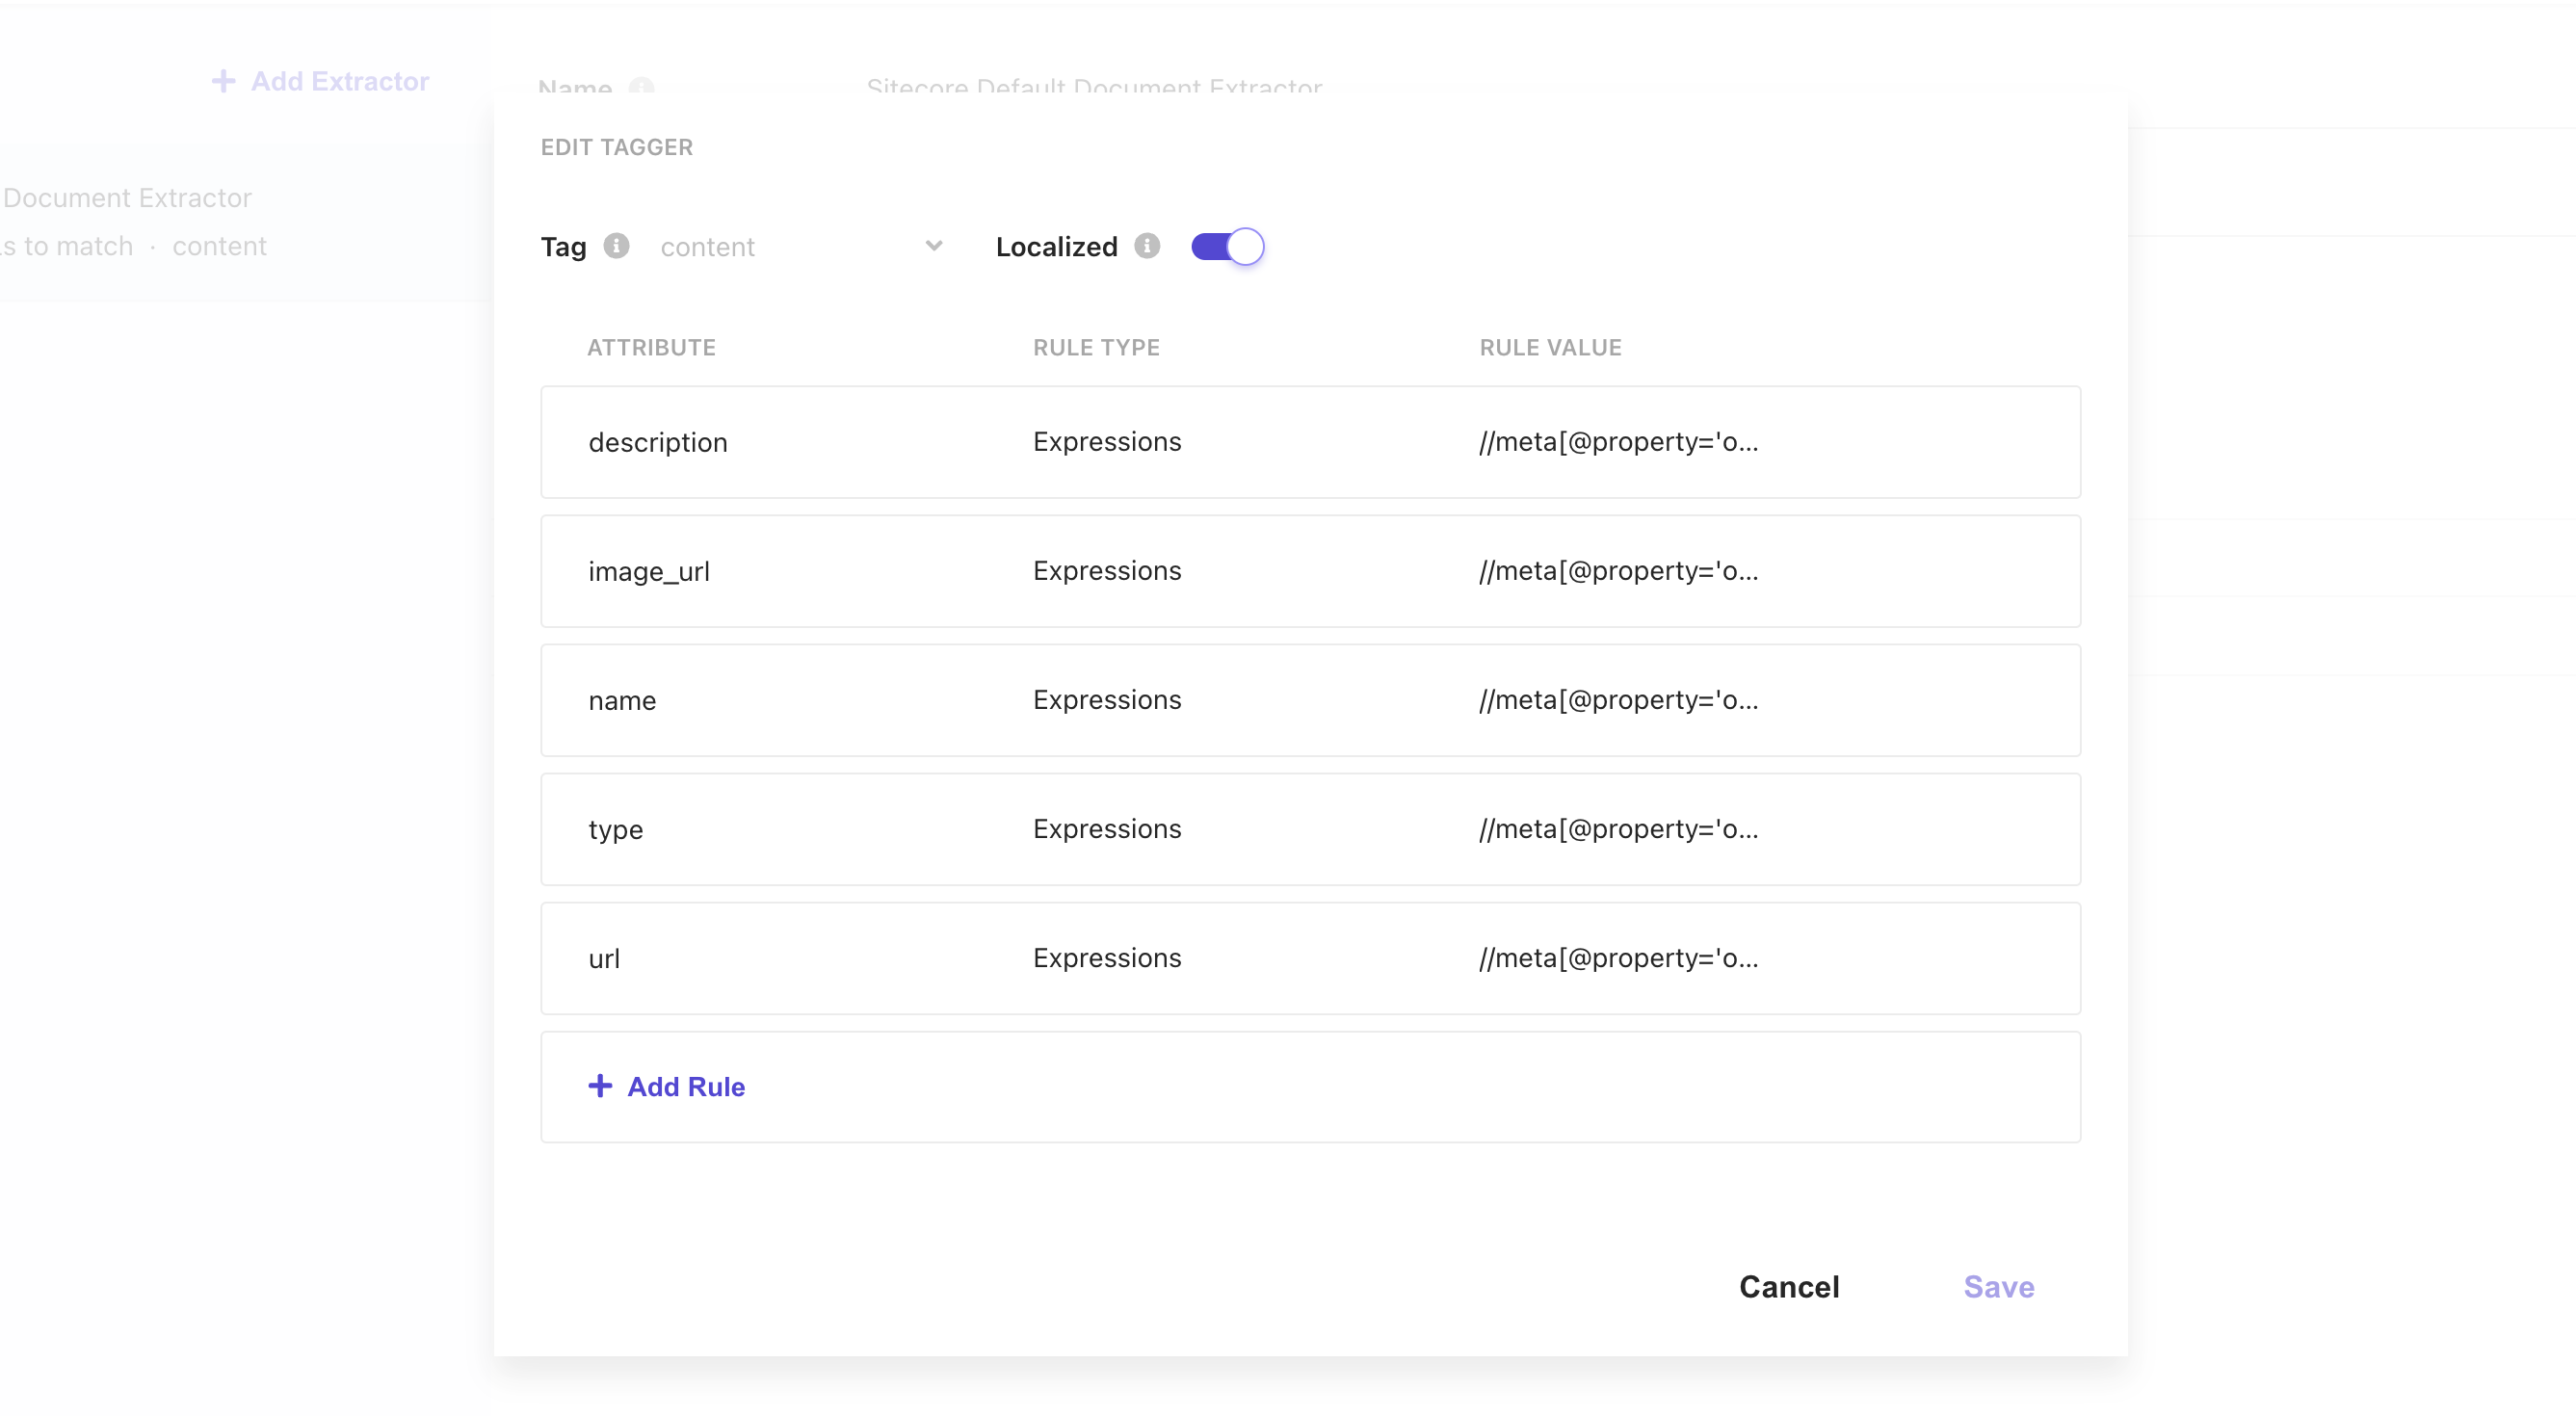 Add Extractor
Name
Sitecore Default Document Extractor
EDIT TAGGER
Document Extractor
s to match · content
Tag
content
Localized
ATTRIBUTE RULE TYPE RULE VALUE
description Expressions //meta[@property='o...
image_url Expressions //meta[@property='o...
name Expressions //meta[@property='o...
type Expressions //meta[@property='o...
url Expressions //meta[@property='o...
Add Rule
Cancel Save